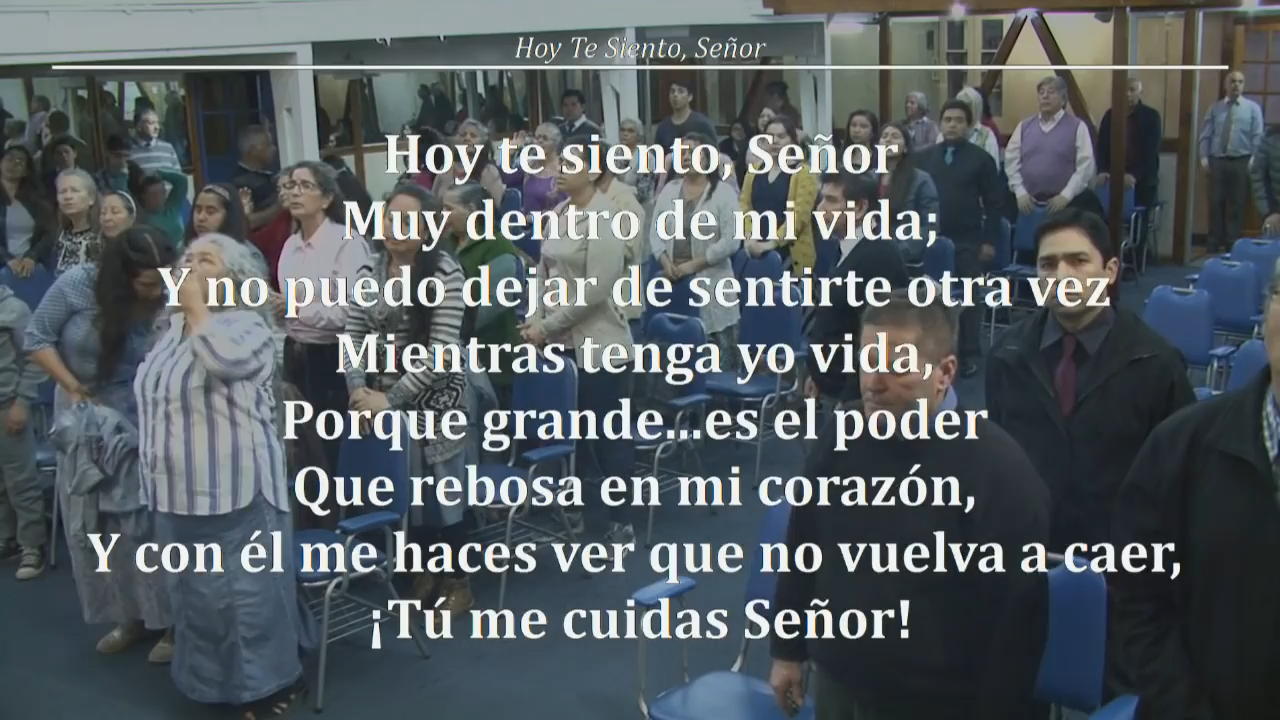 Hoy Te Siento, Señor
Hoy te siento, Señor
Muy dentro de mi vida;
Y no puedo dejar de sentirte otra vez
Mientras tenga yo vida,
Porque grande...es el poder
Que rebosa en mi corazón,
Y con él me haces ver que no vuelva a caer,
¡Tú me cuidas Señor!